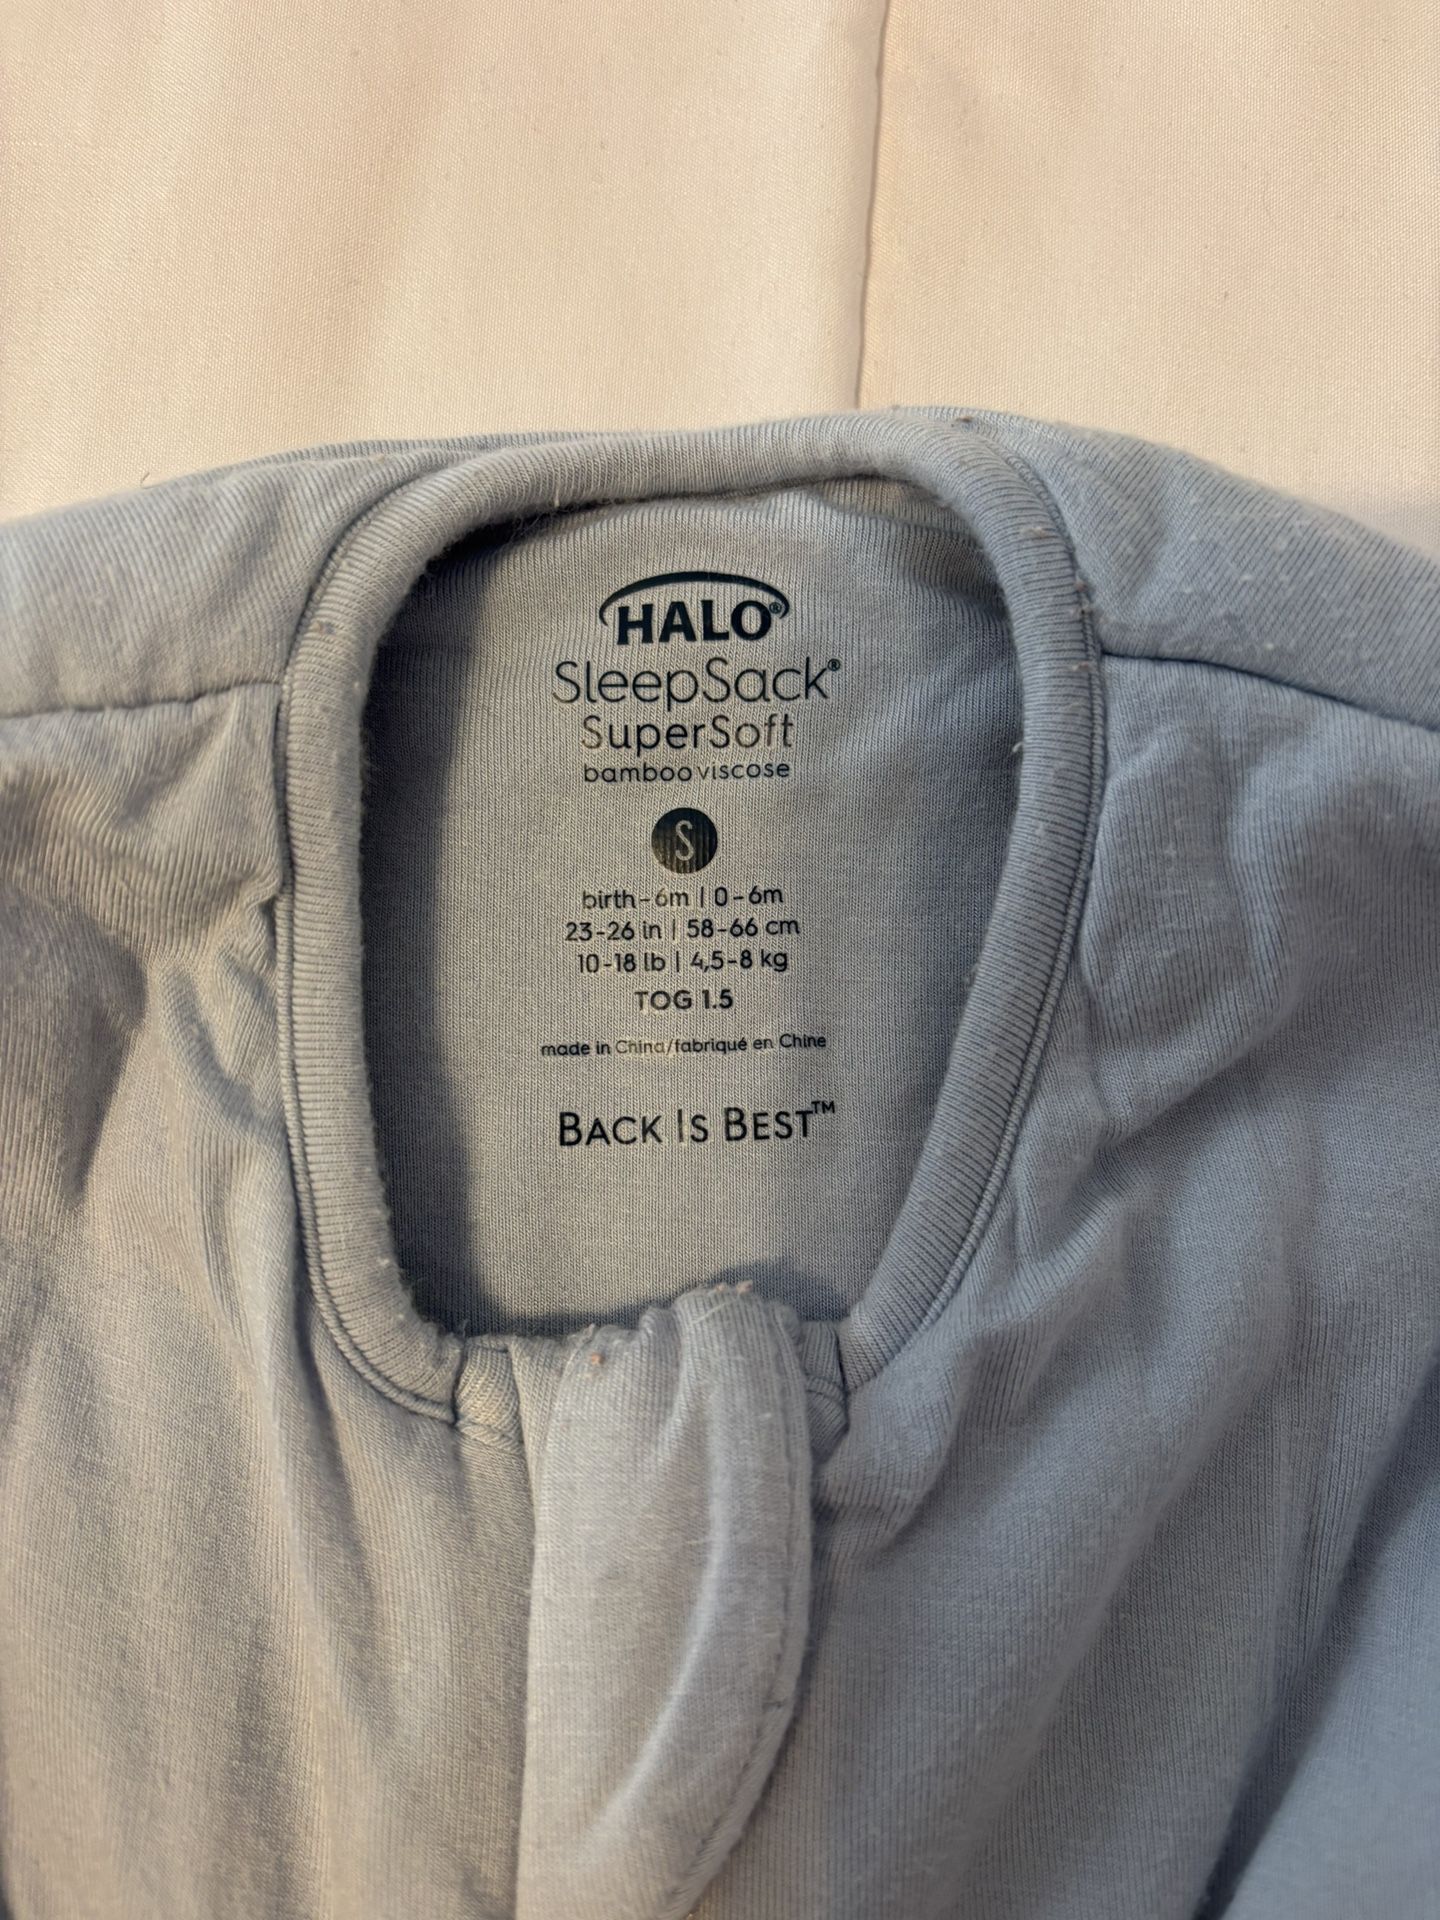 HALO®
SleepSack®
SuperSoft
bamboo viscose
S
birth-6m | 0-6m
23-26 in | 58-66 cm
10-18 lb | 4,5-8 kg
TOG 1.5
made in China/fabriqué en Chine
BACK IS BEST™